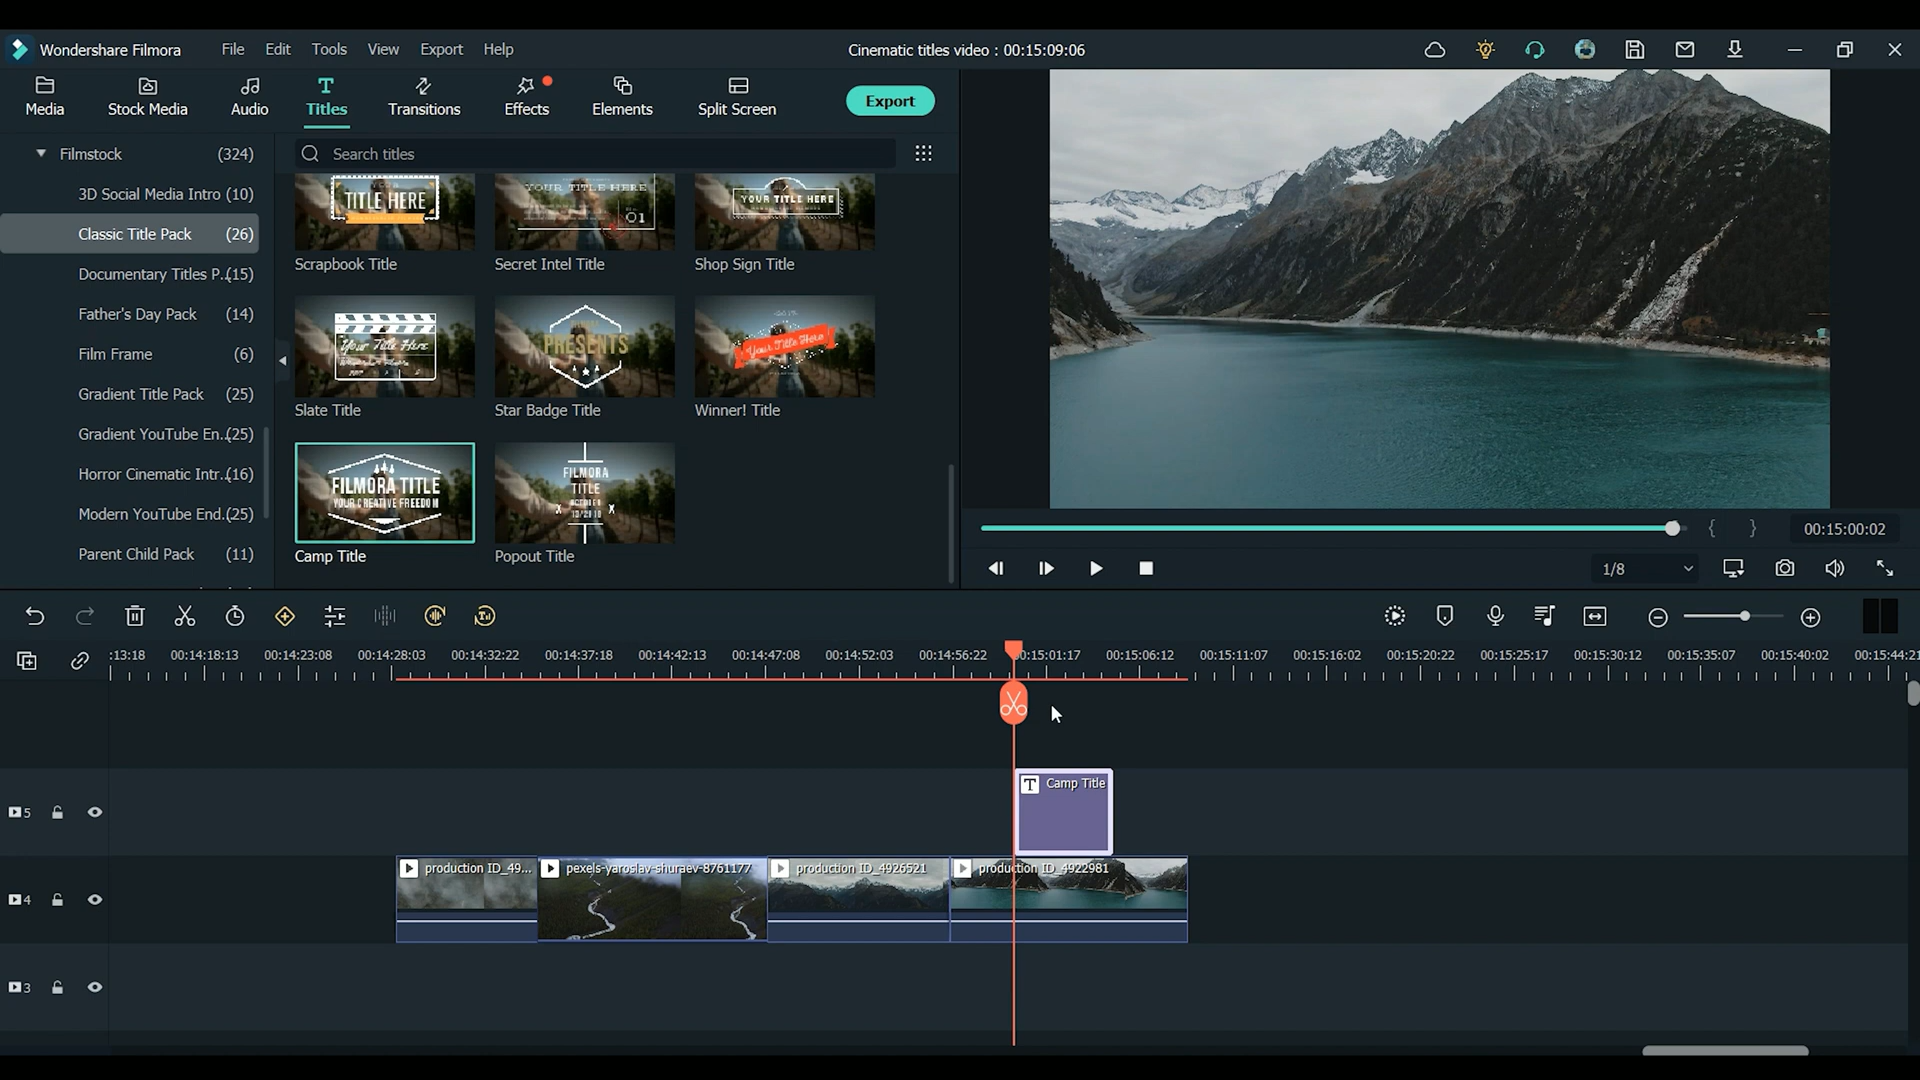 Wondershare Filmora File Edit Tools View Export Help Cinematic titles video : 00:15:09:06
Media Stock Media Audio Titles Transitions Effects Elements Split Screen Export
Filmstock (324) Search titles
3D Social Media Intro (10)
Classic Title Pack (26)
Documentary Titles P..(15)
Father's Day Pack (14)
Film Frame (6)
Gradient Title Pack (25)
Gradient YouTube En..(25)
Horror Cinematic Intr..(16)
Modern YouTube End.(25)
Parent Child Pack (11)
TITLE HERE
YOUR TITLE HERE
01
YOUR TITLE HERE
Scrapbook Title Secret Intel Title Shop Sign Title
Your Title Here
PRESENTS
Your Title Here
Slate Title Star Badge Title Winner! Title
FILMORA TITLE
YOUR CREATIVE FREEDOM
FILMORA
TITLE
Camp Title Popout Title
{ } 00:15:00:02
1/8
:13:18 00:14:18:13 00:14:23:08 00:14:28:03 00:14:32:22 00:14:37:18 00:14:42:13 00:14:47:08 00:14:52:03 00:14:56:22 00:15:01:17 00:15:06:12 00:15:11:07 00:15:16:02 00:15:20:22 00:15:25:17 00:15:30:12 00:15:35:07 00:15:40:02 00:15:44:21
T Camp Title
5
production ID_49... pexels-yaroslav-shuraev-8761177 production ID_4926521 production ID_4922981
4
3